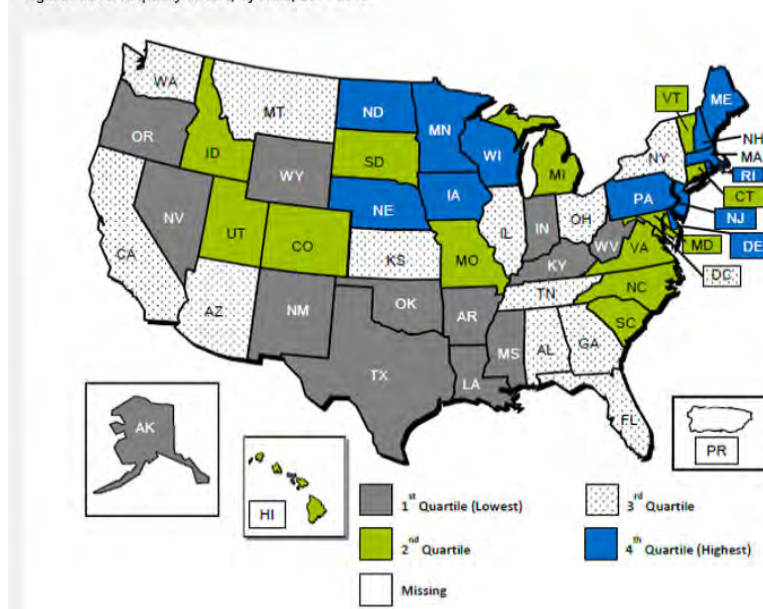 WA
MT
ND
MN
VT
ME
OR
ID
SD
WI
MI
NY
NH
MA
WY
RI
CT
IA
PA
NE
NJ
NV
OH
IL
IN
UT
CO
WV
VA
MD
DE
CA
KS
MO
KY
DC
NC
TN
AZ
NM
OK
AR
SC
MS
AL
GA
TX
LA
FL
AK
PR
HI
1st Quartile (Lowest)
3rd Quartile
2nd Quartile
4th Quartile (Highest)
Missing